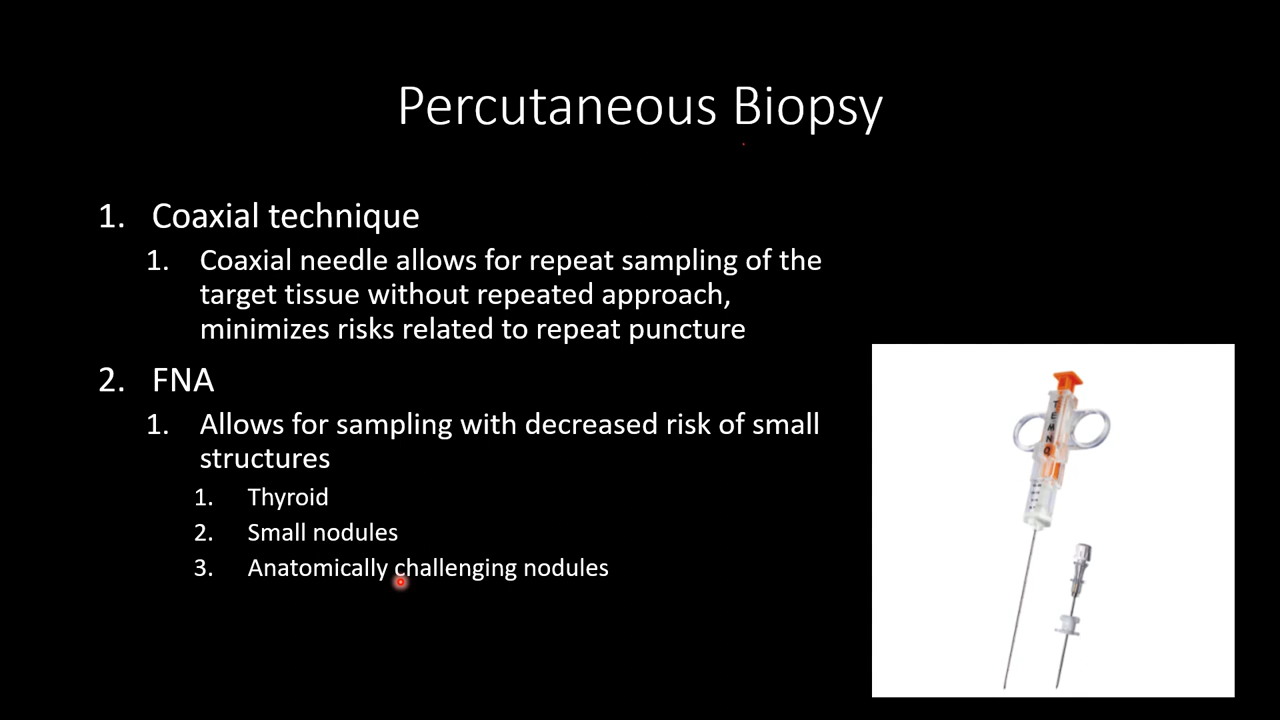 Percutaneous Biopsy
1. Coaxial technique
1. Coaxial needle allows for repeat sampling of the
target tissue without repeated approach,
minimizes risks related to repeat puncture
2. FNA
1. Allows for sampling with decreased risk of small
structures
1. Thyroid
2. Small nodules
3. Anatomically challenging nodules
TEMNO